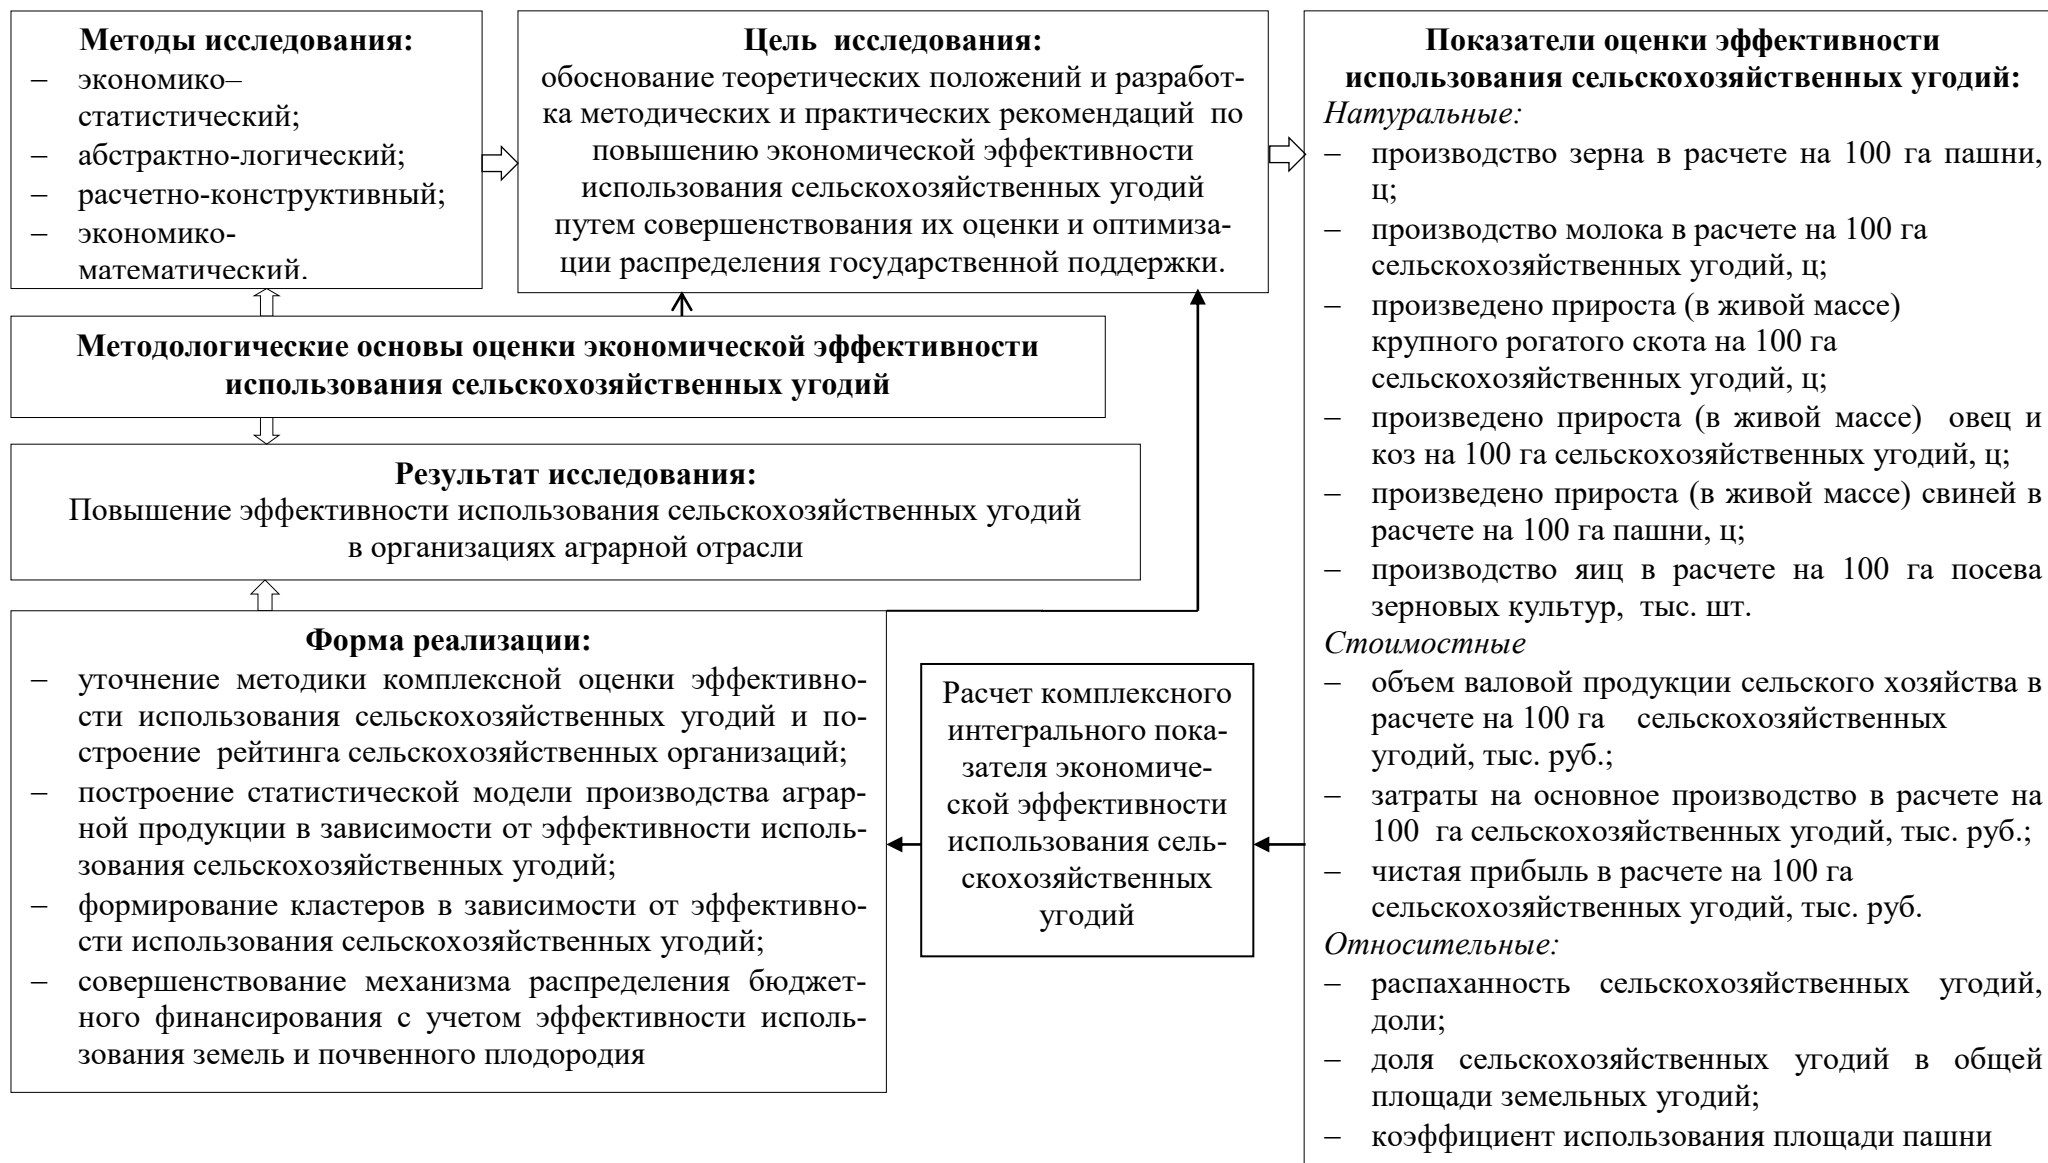 Методы исследования:
– экономико–
статистический;
– абстрактно-логический;
– расчетно-конструктивный;
– экономико-
математический.
Цель исследования:
обоснование теоретических положений и разработ-
ка методических и практических рекомендаций по
повышению экономической эффективности
использования сельскохозяйственных угодий
путем совершенствования их оценки и оптимиза-
ции распределения государственной поддержки.
Методологические основы оценки экономической эффективности
использования сельскохозяйственных угодий
Результат исследования:
Повышение эффективности использования сельскохозяйственных угодий
в организациях аграрной отрасли
Форма реализации:
– уточнение методики комплексной оценки эффективно-
сти использования сельскохозяйственных угодий и по-
строение рейтинга сельскохозяйственных организаций;
– построение статистической модели производства аграр-
ной продукции в зависимости от эффективности исполь-
зования сельскохозяйственных угодий;
– формирование кластеров в зависимости от эффективно-
сти использования сельскохозяйственных угодий;
– совершенствование механизма распределения бюджет-
ного финансирования с учетом эффективности исполь-
зования земель и почвенного плодородия
Расчет комплексного
интегрального пока-
зателя экономиче-
ской эффективности
использования сель-
скохозяйственных
угодий
Показатели оценки эффективности
использования сельскохозяйственных угодий:
Натуральные:
– производство зерна в расчете на 100 га пашни,
ц;
– производство молока в расчете на 100 га
сельскохозяйственных угодий, ц;
– произведено прироста (в живой массе)
крупного рогатого скота на 100 га
сельскохозяйственных угодий, ц;
– произведено прироста (в живой массе) овец и
коз на 100 га сельскохозяйственных угодий, ц;
– произведено прироста (в живой массе) свиней в
расчете на 100 га пашни, ц;
– производство яиц в расчете на 100 га посева
зерновых культур, тыс. шт.
Стоимостные
– объем валовой продукции сельского хозяйства в
расчете на 100 га сельскохозяйственных
угодий, тыс. руб.;
– затраты на основное производство в расчете на
100 га сельскохозяйственных угодий, тыс. руб.;
– чистая прибыль в расчете на 100 га
сельскохозяйственных угодий, тыс. руб.
Относительные:
– распаханность сельскохозяйственных угодий,
доли;
– доля сельскохозяйственных угодий в общей
площади земельных угодий;
– коэффициент использования площади пашни